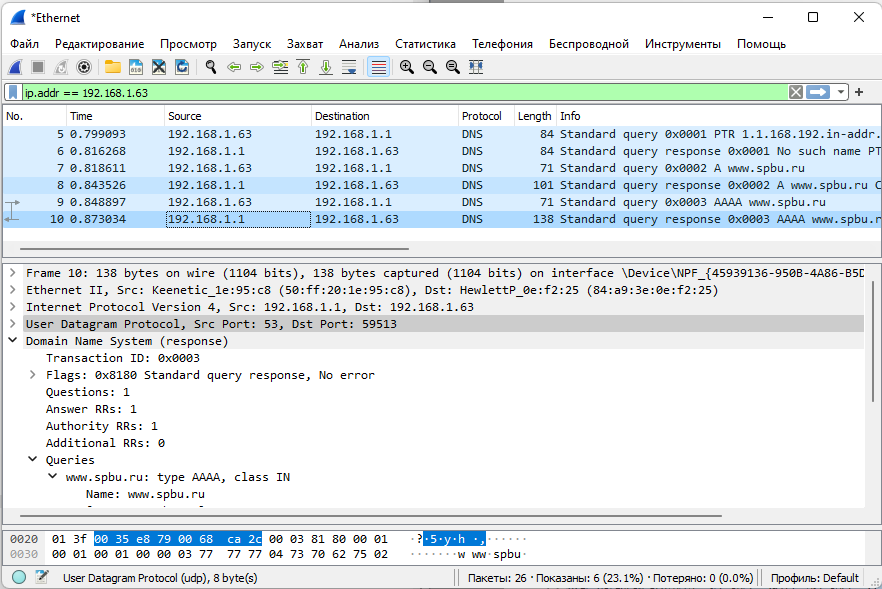 *Ethernet
Файл Редактирование Просмотр Запуск Захват Анализ Статистика Телефония Беспроводной Инструменты Помощь
ip.addr == 192.168.1.63
No. Time Source Destination Protocol Length Info
5 0.799093 192.168.1.63 192.168.1.1 DNS 84 Standard query 0x0001 PTR 1.1.168.192.in-addr.
6 0.816268 192.168.1.1 192.168.1.63 DNS 84 Standard query response 0x0001 No such name PT
7 0.818611 192.168.1.63 192.168.1.1 DNS 71 Standard query 0x0002 A www.spbu.ru
8 0.843526 192.168.1.1 192.168.1.63 DNS 101 Standard query response 0x0002 A www.spbu.ru C
9 0.848897 192.168.1.63 192.168.1.1 DNS 71 Standard query 0x0003 AAAA www.spbu.ru
10 0.873034 192.168.1.1 192.168.1.63 DNS 138 Standard query response 0x0003 AAAA www.spbu.r
Frame 10: 138 bytes on wire (1104 bits), 138 bytes captured (1104 bits) on interface \Device\NPF_{45939136-950B-4A86-B5D
Ethernet II, Src: Keenetic_1e:95:c8 (50:ff:20:1e:95:c8), Dst: HewlettP_0e:f2:25 (84:a9:3e:0e:f2:25)
Internet Protocol Version 4, Src: 192.168.1.1, Dst: 192.168.1.63
User Datagram Protocol, Src Port: 53, Dst Port: 59513
Domain Name System (response)
Transaction ID: 0x0003
Flags: 0x8180 Standard query response, No error
Questions: 1
Answer RRs: 1
Authority RRs: 1
Additional RRs: 0
Queries
www.spbu.ru: type AAAA, class IN
Name: www.spbu.ru
0020 01 3f 00 35 e8 79 00 68 ca 2c 00 03 81 80 00 01 ·?·5·y·h ·,······
0030 00 01 00 01 00 00 03 77 77 77 04 73 70 62 75 02 ·······w ww·spbu·
User Datagram Protocol (udp), 8 byte(s) Пакеты: 26 · Показаны: 6 (23.1%) · Потеряно: 0 (0.0%) Профиль: Default